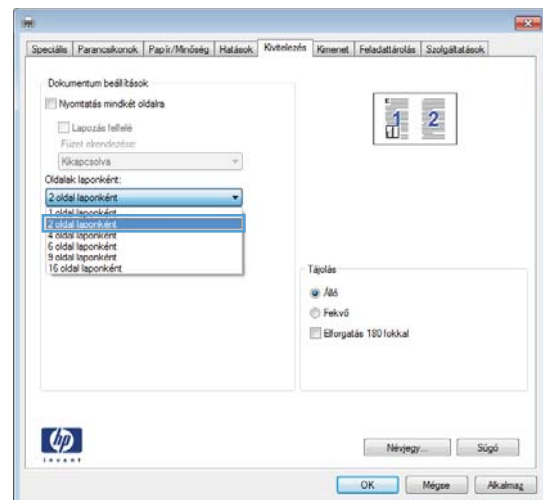 Speciális Parancsikonok Papír/Minőség Hatások Kivitelezés Kimenet Feladattárolás Szolgáltatások
Dokumentum beállítások
Nyomtatás mindkét oldalra
Lapozás felfelé
Füzet elrendezése:
Kikapcsolva
Oldalak laponként:
2 oldal laponként
1 oldal laponként
2 oldal laponként
4 oldal laponként
6 oldal laponként
9 oldal laponként
16 oldal laponként
1 2
Tájolás
Álló
Fekvő
Elforgatás 180 fokkal
hp
invent
Névjegy... Súgó
OK Mégse Alkalmaz